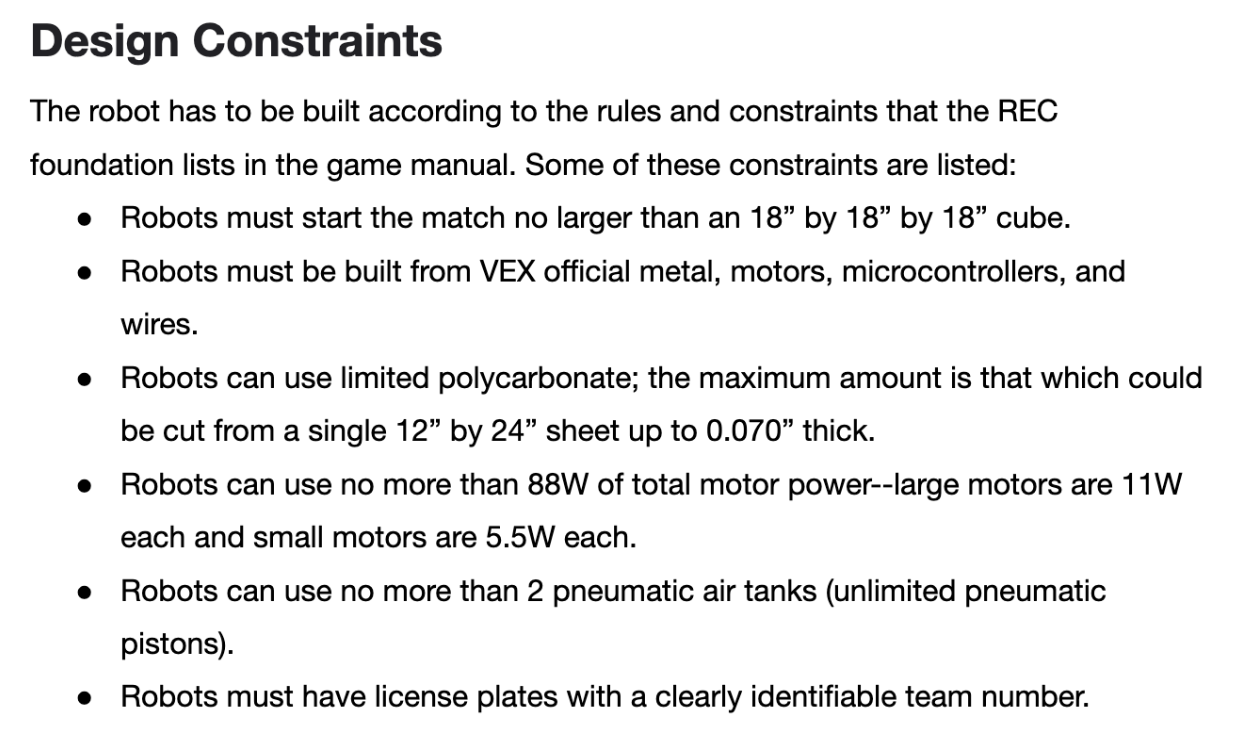 Design Constraints
The robot has to be built according to the rules and constraints that the REC
foundation lists in the game manual. Some of these constraints are listed:
● Robots must start the match no larger than an 18” by 18” by 18” cube.
● Robots must be built from VEX official metal, motors, microcontrollers, and
wires.
● Robots can use limited polycarbonate; the maximum amount is that which could
be cut from a single 12” by 24” sheet up to 0.070” thick.
● Robots can use no more than 88W of total motor power--large motors are 11W
each and small motors are 5.5W each.
● Robots can use no more than 2 pneumatic air tanks (unlimited pneumatic
pistons).
● Robots must have license plates with a clearly identifiable team number.